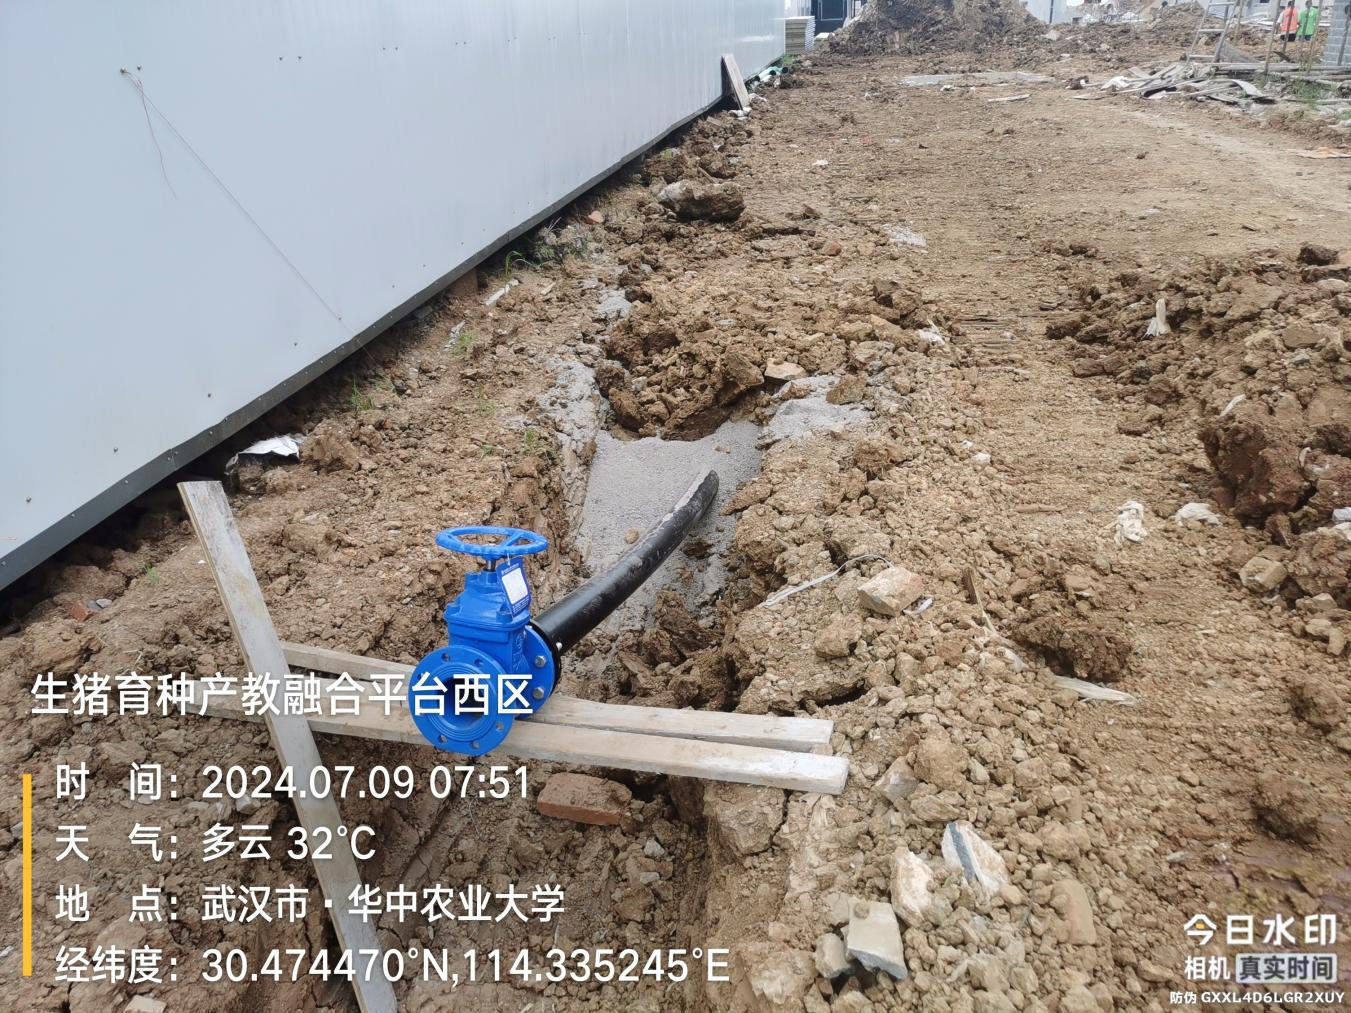 生猪育种产教融合平台西区
时 间：2024.07.09 07:51
天 气：多云 32°C
地 点：武汉市·华中农业大学
经纬度：30.474470°N,114.335245°E
今日水印
相机 真实时间
防伪 GXXL4D6LGR2XUY